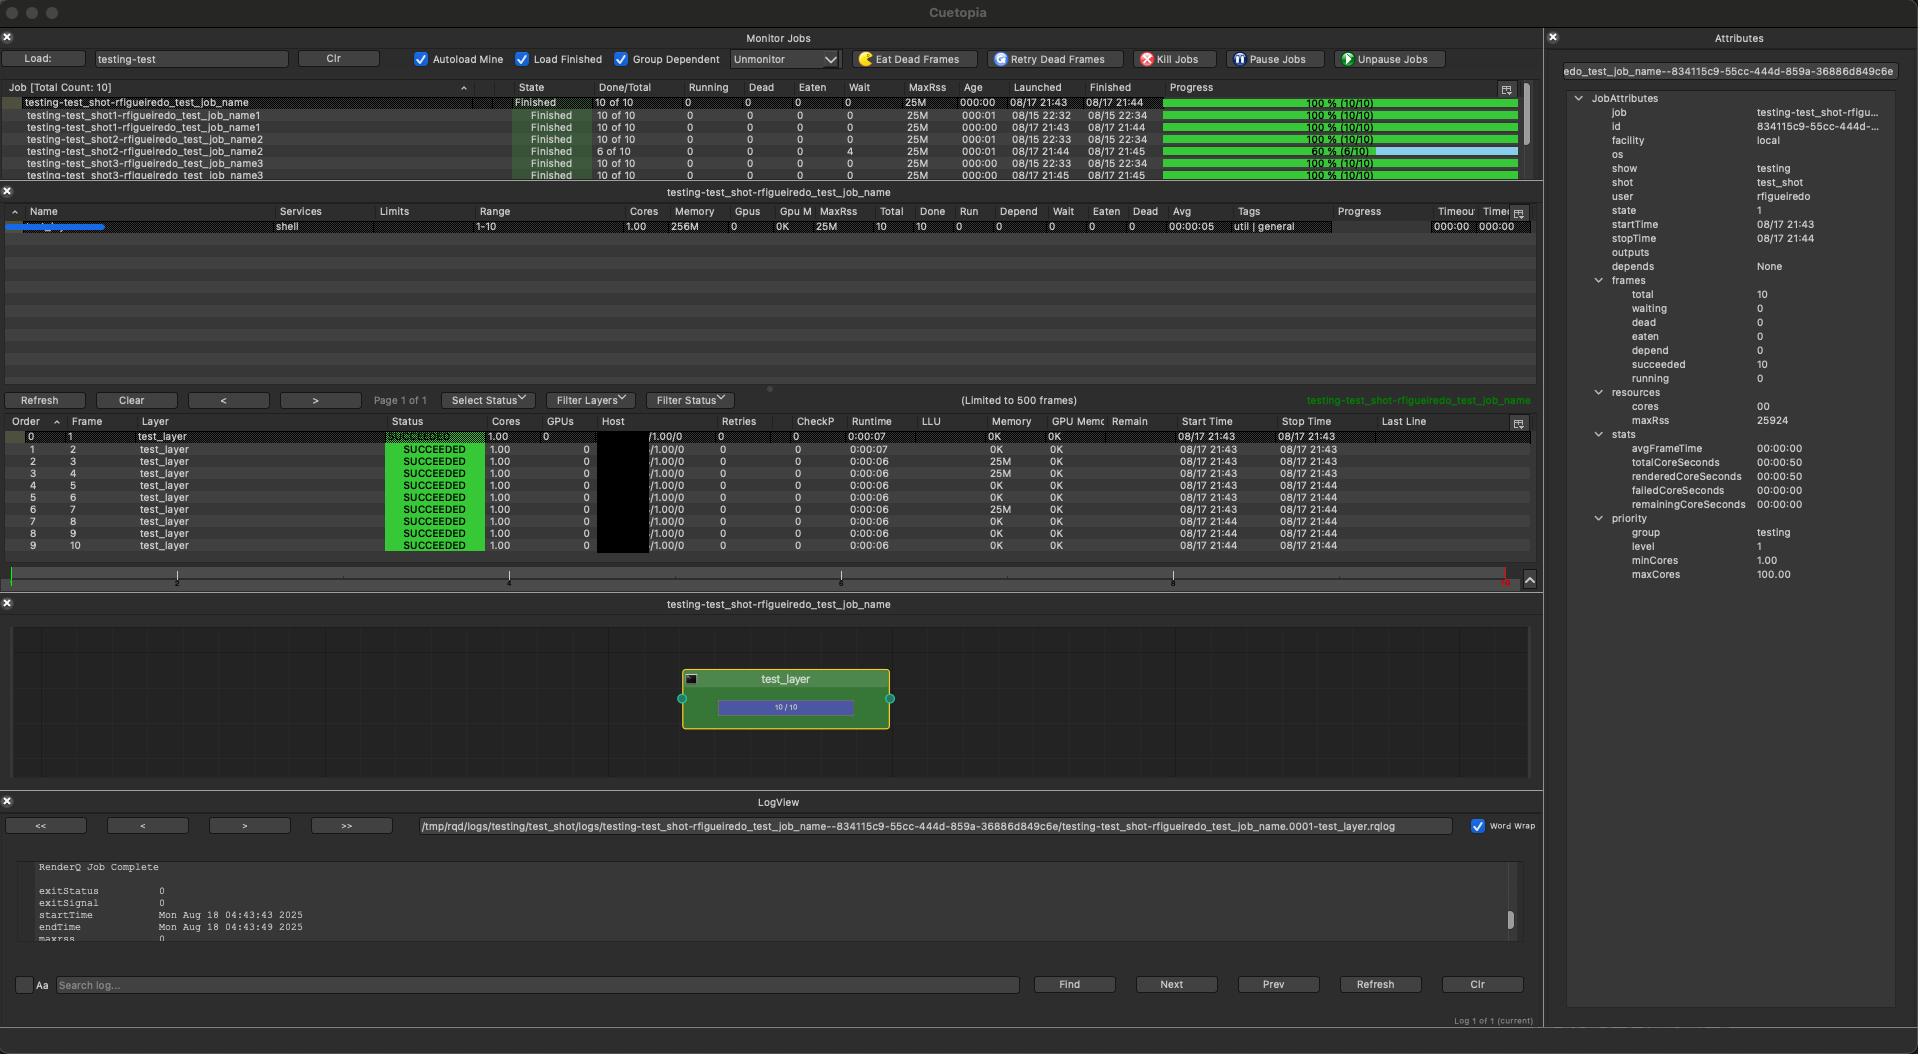 Cuetopia
Monitor Jobs
Load: testing-test Clr Autoload Mine Load Finished Group Dependent Unmonitor Eat Dead Frames Retry Dead Frames Kill Jobs Pause Jobs Unpause Jobs
Job [Total Count: 10] State Done/Total Running Dead Eaten Wait MaxRss Age Launched Finished Progress
testing-test_shot-rfigueiredo_test_job_name Finished 10 of 10 0 0 0 0 25M 000:00 08/17 21:43 08/17 21:44 100 % (10/10)
testing-test_shot1-rfigueiredo_test_job_name1 Finished 10 of 10 0 0 0 0 25M 000:01 08/15 22:32 08/15 22:34 100 % (10/10)
testing-test_shot1-rfigueiredo_test_job_name1 Finished 10 of 10 0 0 0 0 25M 000:00 08/17 21:43 08/17 21:44 100 % (10/10)
testing-test_shot2-rfigueiredo_test_job_name2 Finished 10 of 10 0 0 0 0 25M 000:01 08/15 22:33 08/15 22:34 100 % (10/10)
testing-test_shot2-rfigueiredo_test_job_name2 Finished 6 of 10 0 0 4 0 25M 000:01 08/17 21:44 08/17 21:45 60 % (6/10)
testing-test_shot3-rfigueiredo_test_job_name3 Finished 10 of 10 0 0 0 0 25M 000:00 08/15 22:33 08/15 22:34 100 % (10/10)
testing-test_shot3-rfigueiredo_test_job_name3 Finished 10 of 10 0 0 0 0 25M 000:00 08/17 21:45 08/17 21:45 100 % (10/10)
testing-test_shot-rfigueiredo_test_job_name
Name Services Limits Range Cores Memory Gpus Gpu M MaxRss Total Done Run Depend Wait Eaten Dead Avg Tags Progress Timeou Time
shell 1-10 1.00 256M 0 0K 25M 10 10 0 0 0 0 0 00:00:05 util | general 000:00 000:00
Refresh Clear < > Page 1 of 1 Select Status Filter Layers Filter Status (Limited to 500 frames) testing-test_shot-rfigueiredo_test_job_name
Order Frame Layer Status Cores GPUs Host Retries CheckP Runtime LLU Memory GPU Memc Remain Start Time Stop Time Last Line
0 1 test_layer SUCCEEDED 1.00 0 /1.00/0 0 0 0:00:07 0K 0K 08/17 21:43 08/17 21:43
1 2 test_layer SUCCEEDED 1.00 0 /1.00/0 0 0 0:00:07 0K 0K 08/17 21:43 08/17 21:43
2 3 test_layer SUCCEEDED 1.00 0 /1.00/0 0 0 0:00:06 25M 0K 08/17 21:43 08/17 21:43
3 4 test_layer SUCCEEDED 1.00 0 /1.00/0 0 0 0:00:06 25M 0K 08/17 21:43 08/17 21:43
4 5 test_layer SUCCEEDED 1.00 0 /1.00/0 0 0 0:00:06 0K 0K 08/17 21:43 08/17 21:44
5 6 test_layer SUCCEEDED 1.00 0 /1.00/0 0 0 0:00:06 0K 0K 08/17 21:43 08/17 21:44
6 7 test_layer SUCCEEDED 1.00 0 /1.00/0 0 0 0:00:06 25M 0K 08/17 21:43 08/17 21:44
7 8 test_layer SUCCEEDED 1.00 0 /1.00/0 0 0 0:00:06 0K 0K 08/17 21:44 08/17 21:44
8 9 test_layer SUCCEEDED 1.00 0 /1.00/0 0 0 0:00:06 0K 0K 08/17 21:44 08/17 21:44
9 10 test_layer SUCCEEDED 1.00 0 /1.00/0 0 0 0:00:06 0K 0K 08/17 21:44 08/17 21:44
2 4 6 8
testing-test_shot-rfigueiredo_test_job_name
test_layer
10 / 10
LogView
<< < > >> /tmp/rqd/logs/testing/test_shot/logs/testing-test_shot-rfigueiredo_test_job_name--834115c9-55cc-444d-859a-36886d849c6e/testing-test_shot-rfigueiredo_test_job_name.0001-test_layer.rqlog Word Wrap
RenderQ Job Complete
exitStatus 0
exitSignal 0
startTime Mon Aug 18 04:43:43 2025
endTime Mon Aug 18 04:43:49 2025
maxrss 0
Aa Search log... Find Next Prev Refresh Clr
Log 1 of 1 (current)
Attributes
edo_test_job_name--834115c9-55cc-444d-859a-36886d849c6e
JobAttributes
job testing-test_shot-rfigu...
id 834115c9-55cc-444d-...
facility local
os
show testing
shot test_shot
user rfigueiredo
state 1
startTime 08/17 21:43
stopTime 08/17 21:44
outputs
depends None
frames
total 10
waiting 0
dead 0
eaten 0
depend 0
succeeded 10
running 0
resources
cores 00
maxRss 25924
stats
avgFrameTime 00:00:00
totalCoreSeconds 00:00:50
renderedCoreSeconds 00:00:50
failedCoreSeconds 00:00:00
remainingCoreSeconds 00:00:00
priority
group testing
level 1
minCores 1.00
maxCores 100.00